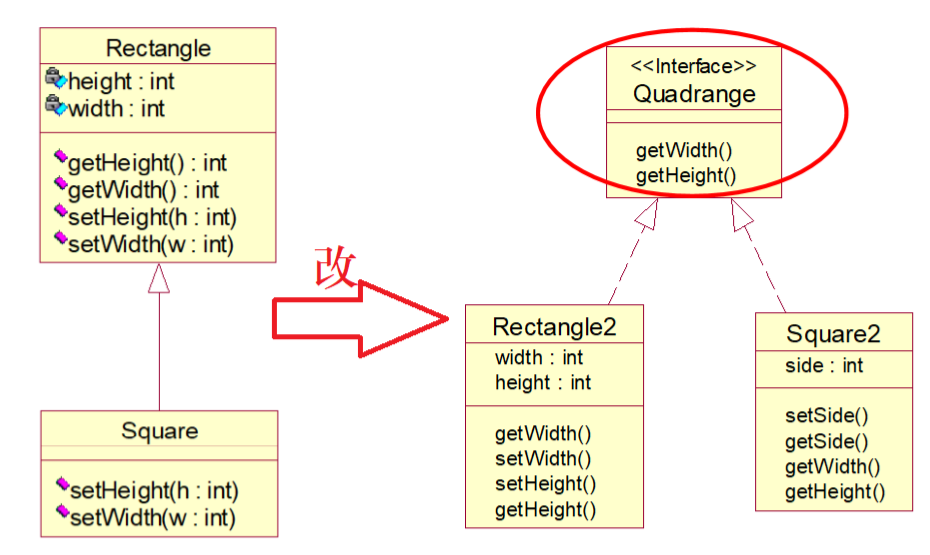 Rectangle
height : int
width : int
getHeight() : int
getWidth() : int
setHeight(h : int)
setWidth(w : int)
Square
setHeight(h : int)
setWidth(w : int)
改
<<Interface>>
Quadrange
getWidth()
getHeight()
Rectangle2
width : int
height : int
getWidth()
setWidth()
setHeight()
getHeight()
Square2
side : int
setSide()
getSide()
getWidth()
getHeight()